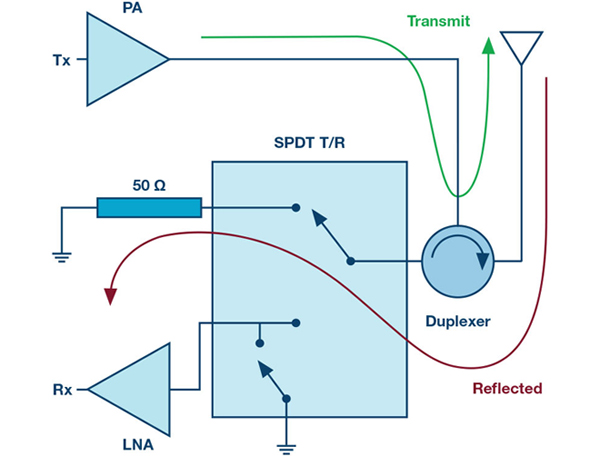 PA
Transmit
Tx
SPDT T/R
50 Ω
Duplexer
Reflected
Rx
LNA